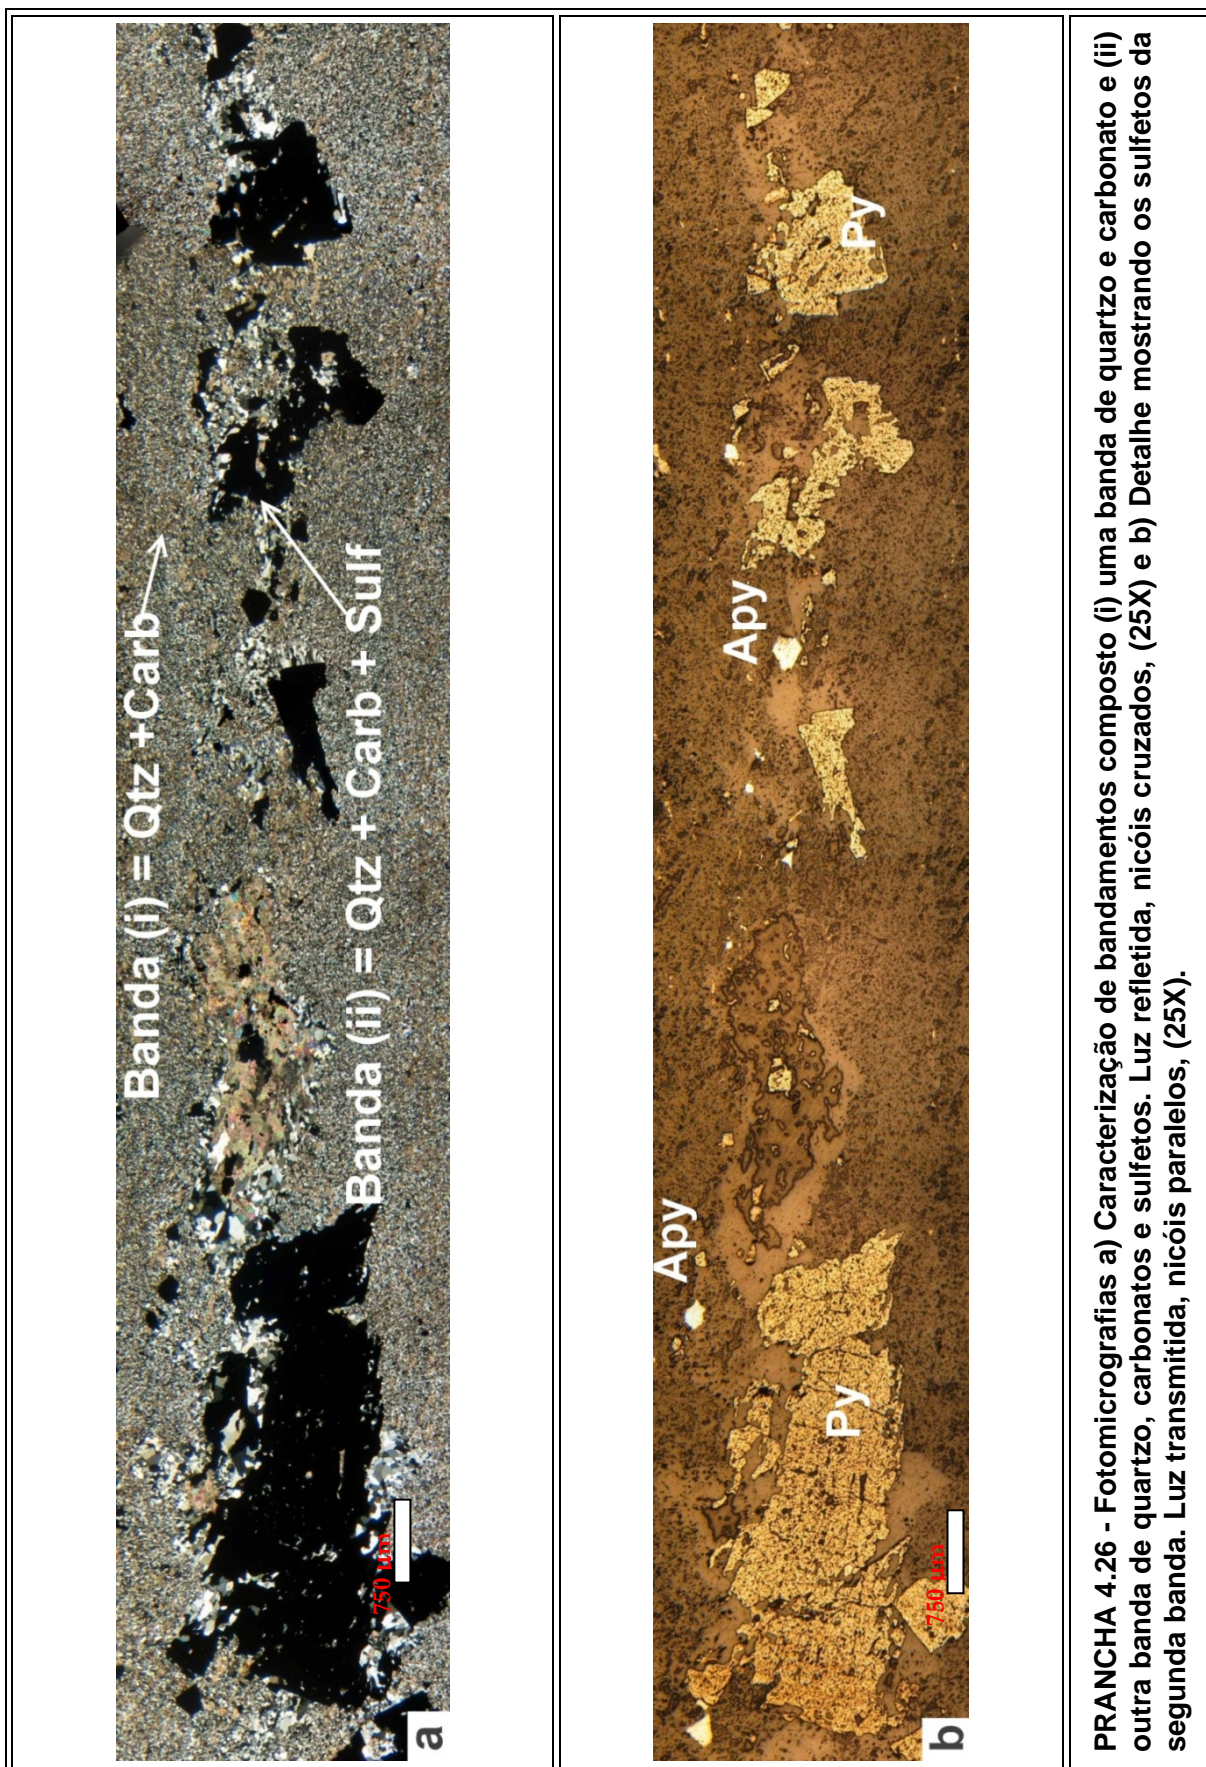 Banda (i) = Qtz +Carb
Banda (ii) = Qtz + Carb + Sulf
750 µm
a
Apy
Apy
Py
Py
750 µm
b
PRANCHA 4.26 - Fotomicrografias a) Caracterização de bandamentos composto (i) uma banda de quartzo e carbonato e (ii)
outra banda de quartzo, carbonatos e sulfetos. Luz refletida, nicóis cruzados, (25X) e b) Detalhe mostrando os sulfetos da
segunda banda. Luz transmitida, nicóis paralelos, (25X).